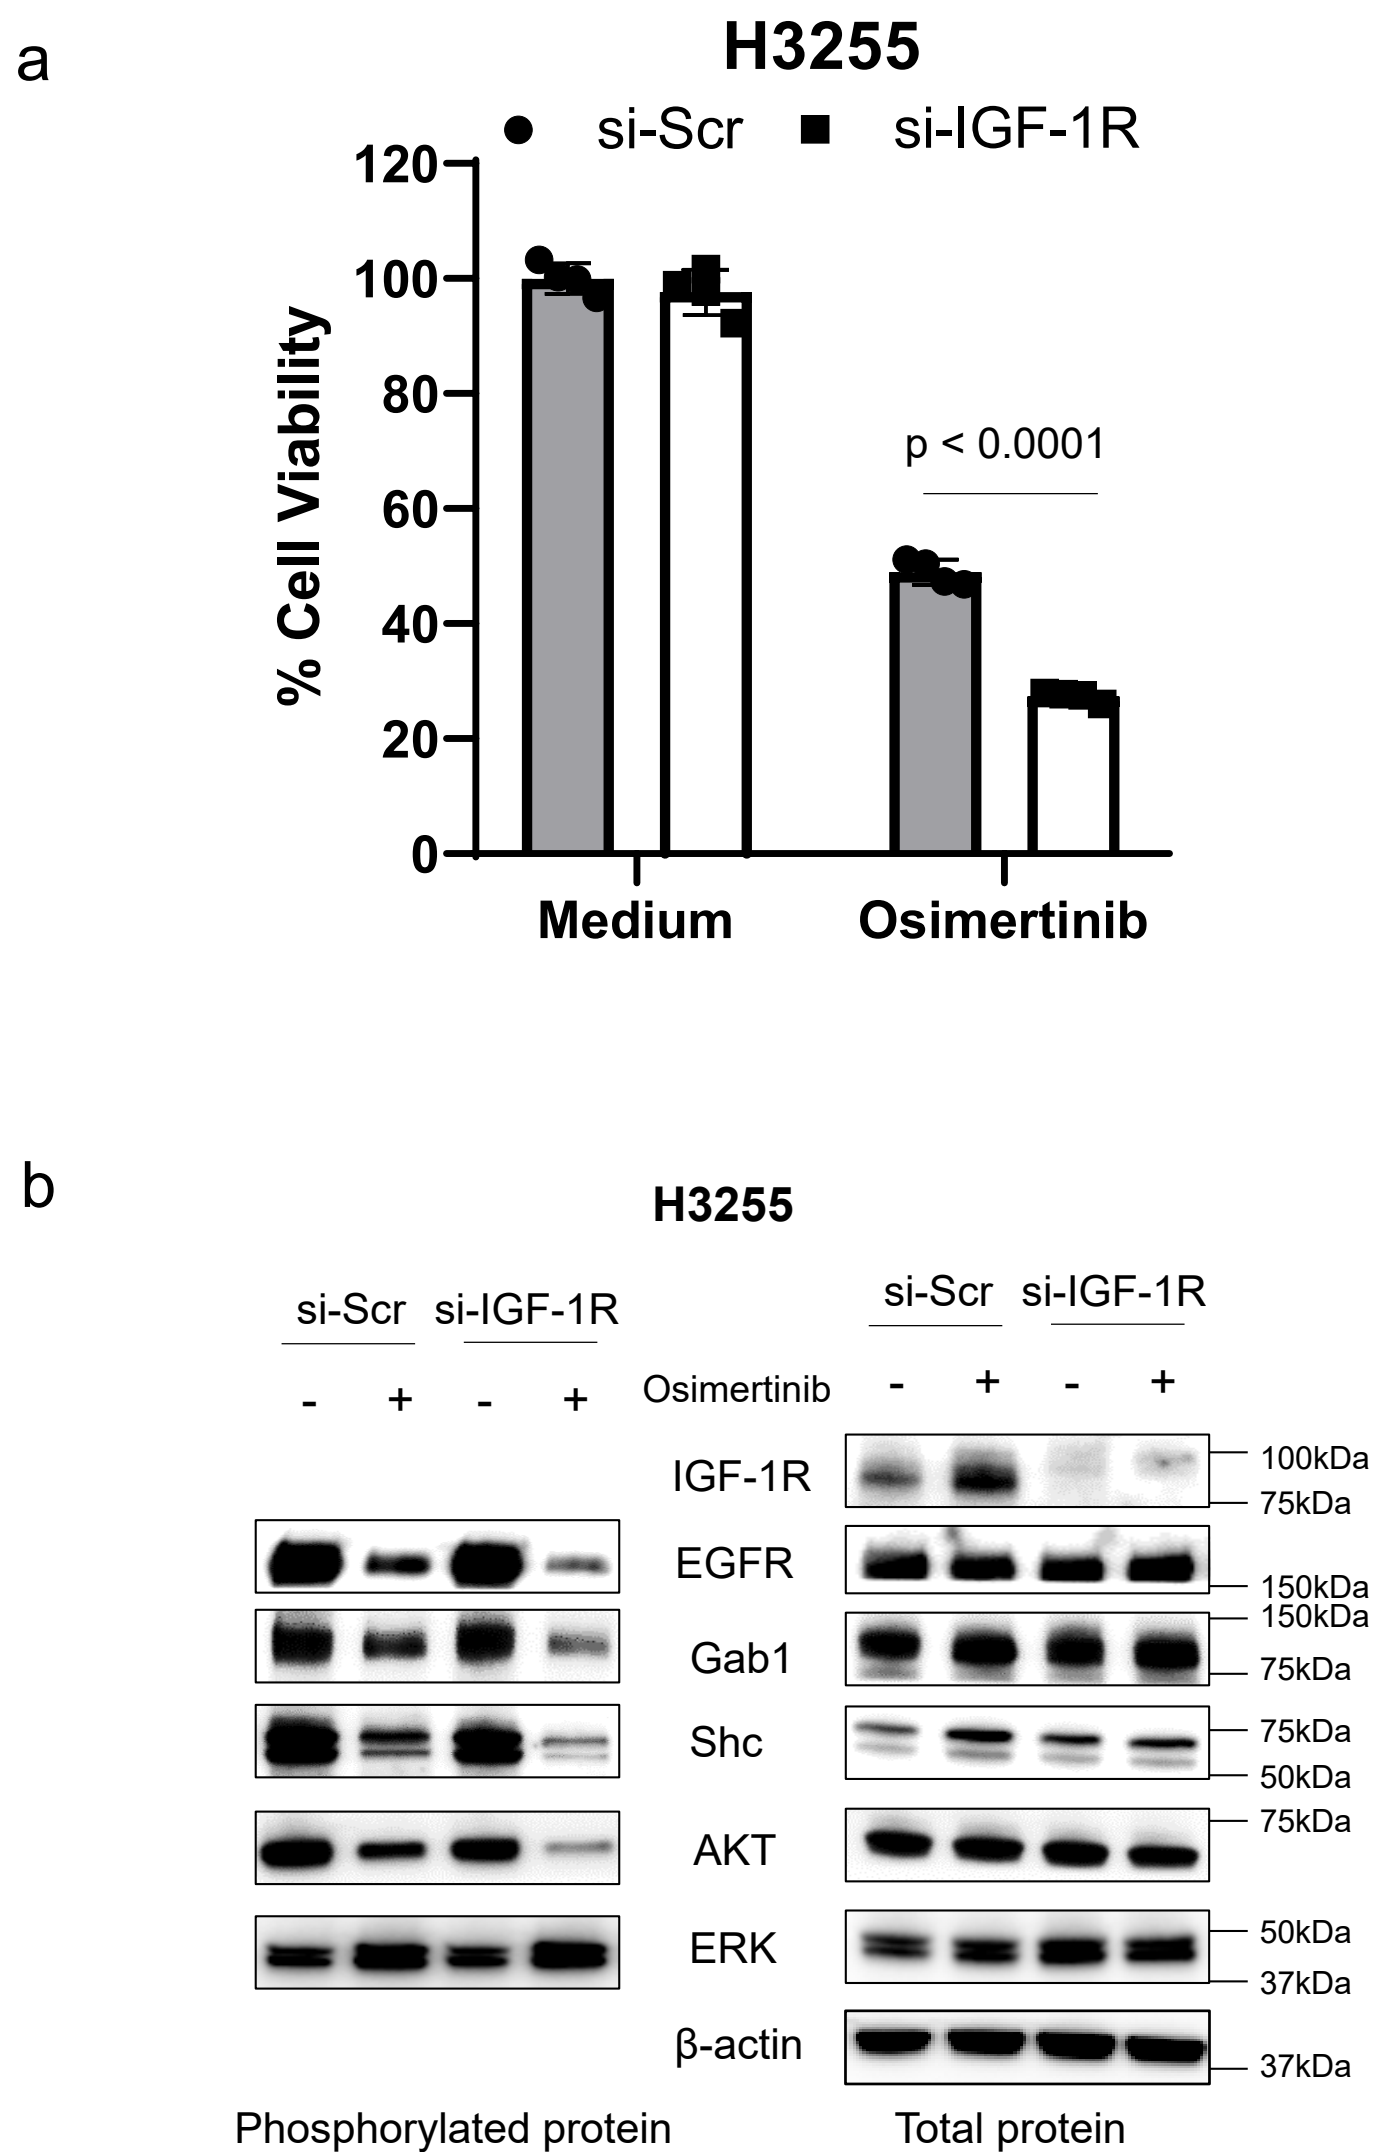 a
H3255
si-Scr si-IGF-1R
120
100
80
60
40
20
0
% Cell Viability
p < 0.0001
Medium Osimertinib
b
H3255
si-Scr si-IGF-1R si-Scr si-IGF-1R
- + - + Osimertinib - + - +
IGF-1R 100kDa
75kDa
EGFR 150kDa
Gab1 150kDa
75kDa
Shc 75kDa
50kDa
AKT 75kDa
ERK 50kDa
37kDa
β-actin 37kDa
Phosphorylated protein Total protein